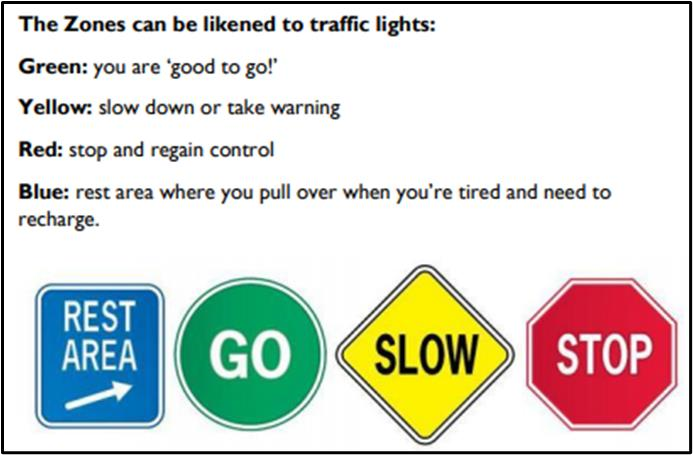 The Zones can be likened to traffic lights:
Green: you are ‘good to go!’
Yellow: slow down or take warning
Red: stop and regain control
Blue: rest area where you pull over when you’re tired and need to
recharge.
REST
AREA
GO
SLOW
STOP